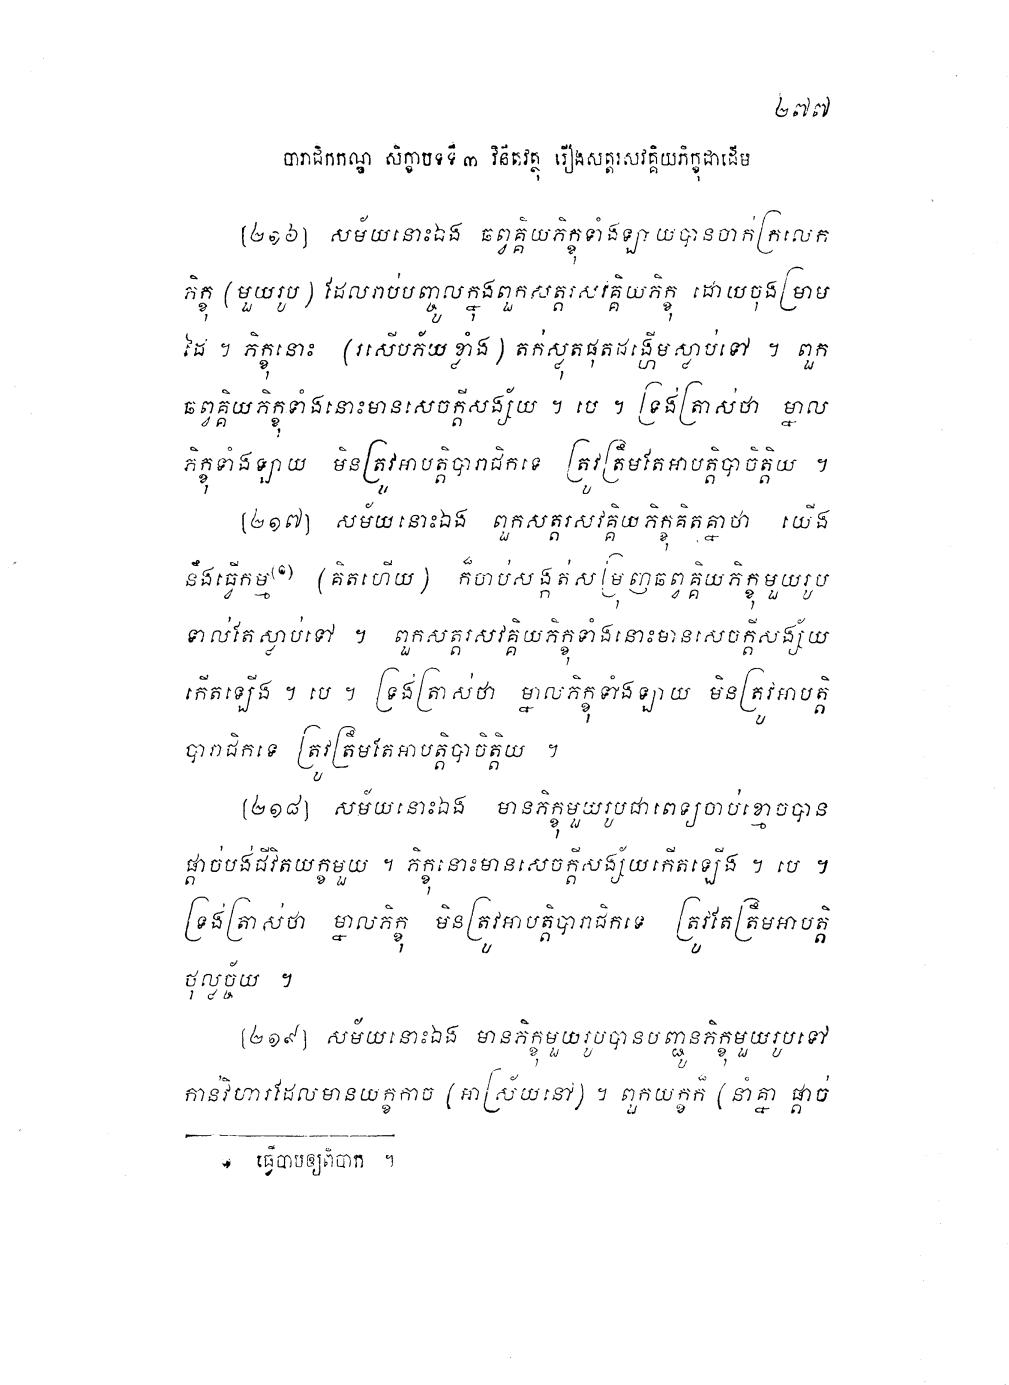 ២៧៧
បារាជិកកណ្ឌ សិក្ខាបទទី ៣ វិនីតវត្ថុ រឿងសត្តរសវគ្គិយភិក្ខុជាដើម
[២១៦] សម័យនោះឯង ឆព្វគ្គិយភិក្ខុទាំងឡាយបានចាក់ក្រលេក
ភិក្ខុ (មួយរូប) ដែលរាប់បញ្ចូលក្នុងពួកសត្តរសវគ្គិយភិក្ខុ ដោយចុងម្រាម
ដៃ ។ ភិក្ខុនោះ (រសើបភ័យខ្លាំង) តក់ស្លុតផុតដង្ហើមស្លាប់ទៅ ។ ពួក
ឆព្វគ្គិយភិក្ខុទាំងនោះមានសេចក្តីសង្ស័យ ។ បេ ។ ទ្រង់ត្រាស់ថា ម្នាល
ភិក្ខុទាំងឡាយ មិនត្រូវអាបត្តិបារាជិកទេ ត្រូវត្រឹមតែអាបត្តិបាចិត្តិយ ។
[២១៧] សម័យនោះឯង ពួកសត្តរសវគ្គិយភិក្ខុគិតគ្នាថា យើង
នឹងធ្វើកម្ម(១) (គិតហើយ) ក៏ចាប់សង្កត់សម្រុញឆព្វគ្គិយភិក្ខុមួយរូប
ទាល់តែស្លាប់ទៅ ។ ពួកសត្តរសវគ្គិយភិក្ខុទាំងនោះមានសេចក្តីសង្ស័យ
កើតឡើង ។ បេ ។ ទ្រង់ត្រាស់ថា ម្នាលភិក្ខុទាំងឡាយ មិនត្រូវអាបត្តិ
បារាជិកទេ ត្រូវត្រឹមតែអាបត្តិបាចិត្តិយ ។
[២១៨] សម័យនោះឯង មានភិក្ខុមួយរូបជាពេទ្យចាប់ខ្មោចបាន
ផ្តាច់បង់ជីវិតយក្ខមួយ ។ ភិក្ខុនោះមានសេចក្តីសង្ស័យកើតឡើង ។ បេ ។
ទ្រង់ត្រាស់ថា ម្នាលភិក្ខុ មិនត្រូវអាបត្តិបារាជិកទេ ត្រូវតែត្រឹមអាបត្តិ
ថុល្លច្ច័យ ។
[២១៩] សម័យនោះឯង មានភិក្ខុមួយរូបបានបញ្ជូនភិក្ខុមួយរូបទៅ
កាន់វិហារដែលមានយក្ខកាច (អាស្រ័យនៅ) ។ ពួកយក្ខក៏ (នាំគ្នា ផ្តាច់
១ ធ្វើបាបឲ្យពិបាក ។